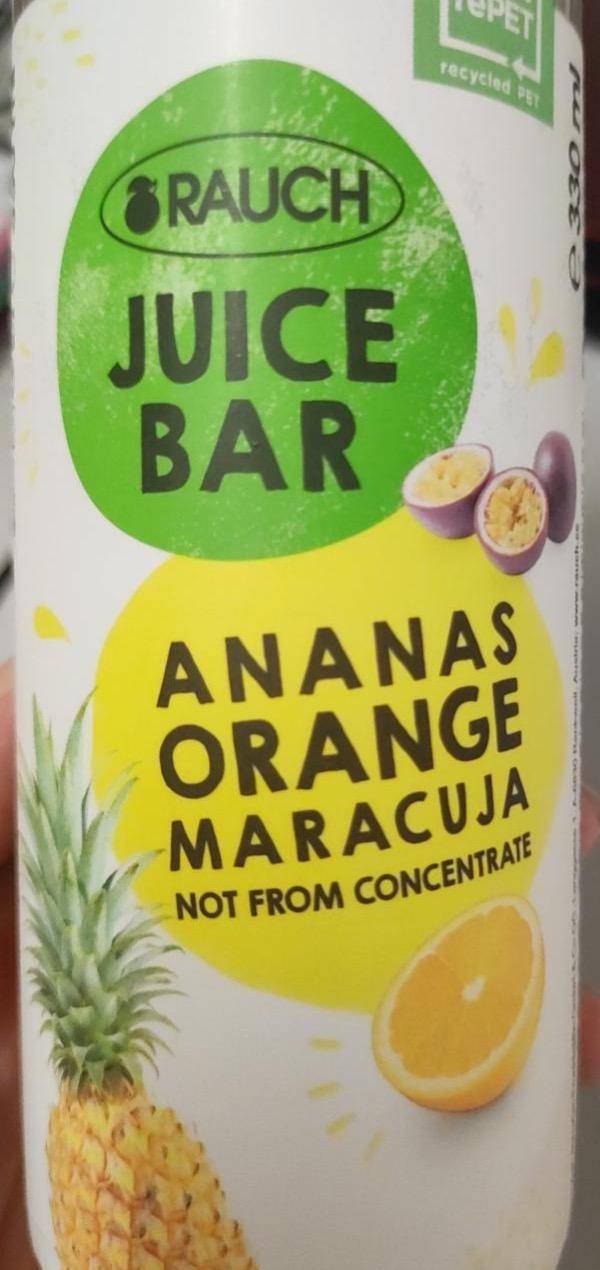 rePET
recycled PET
e 330 ml
RAUCH
JUICE
BAR
ANANAS
ORANGE
MARACUJA
NOT FROM CONCENTRATE